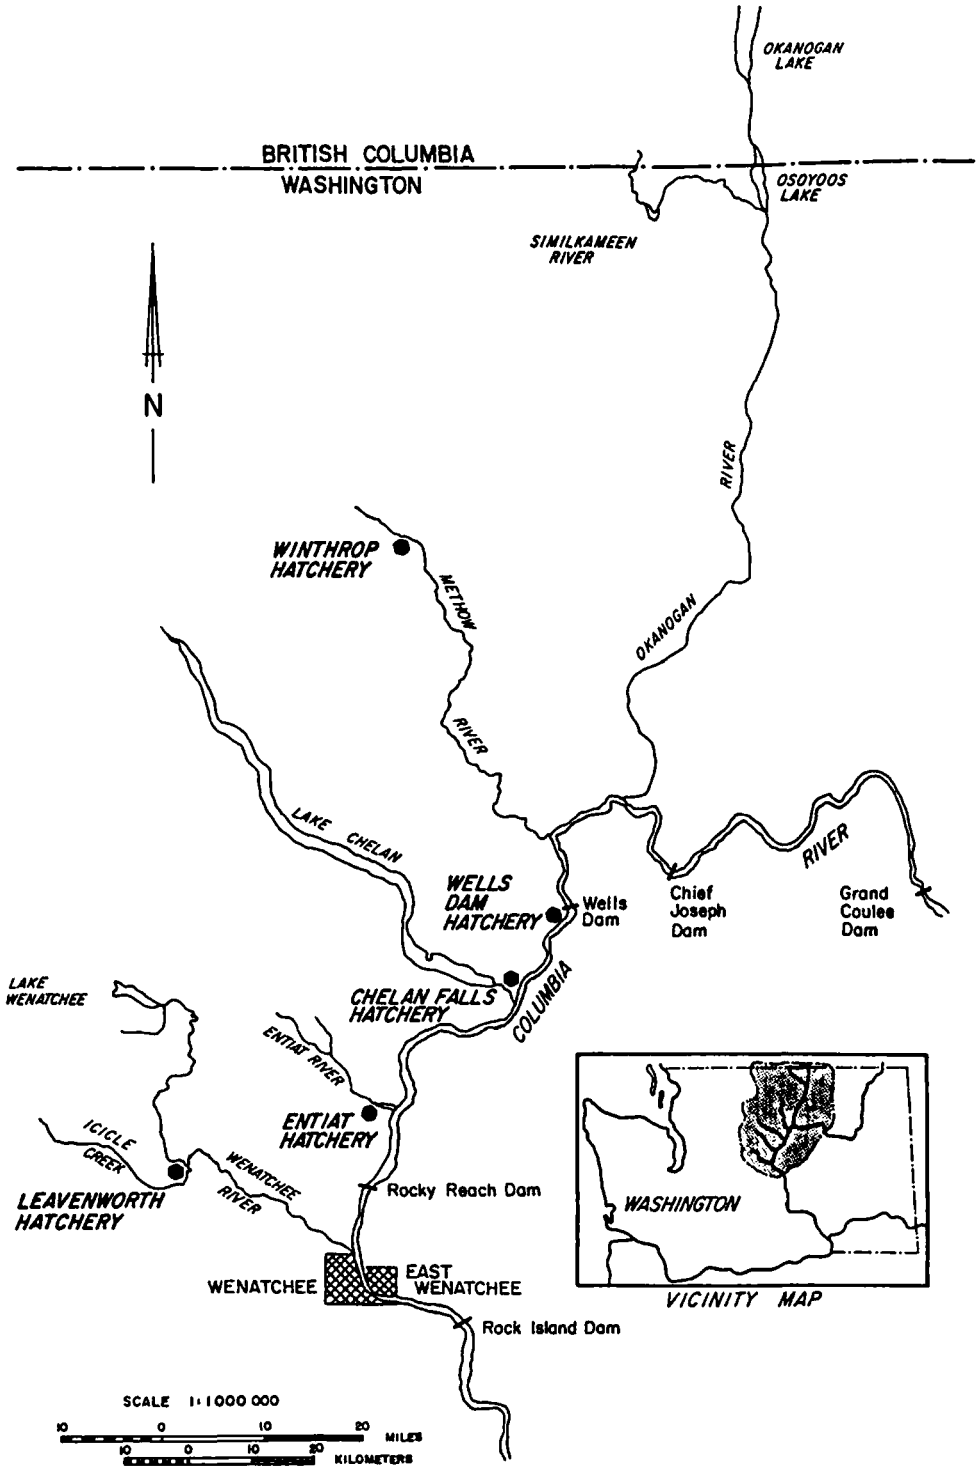 OKANOGAN
LAKE
BRITISH COLUMBIA
WASHINGTON
OSOYOOS
LAKE
SIMILKAMEEN
RIVER
N
RIVER
WINTHROP
HATCHERY
METHOW
OKANOGAN
RIVER
LAKE CHELAN
RIVER
WELLS
DAM
HATCHERY
Wells
Dam
Chief
Joseph
Dam
Grand
Coulee
Dam
LAKE
WENATCHEE
CHELAN FALLS
HATCHERY
COLUMBIA
ENTIAT RIVER
ENTIAT
HATCHERY
ICICLE
CREEK
WENATCHEE
RIVER
LEAVENWORTH
HATCHERY
Rocky Reach Dam
WASHINGTON
WENATCHEE
EAST
WENATCHEE
VICINITY MAP
Rock Island Dam
SCALE 1:1 000 000
10 0 10 20
MILES
10 0 10 20
KILOMETERS